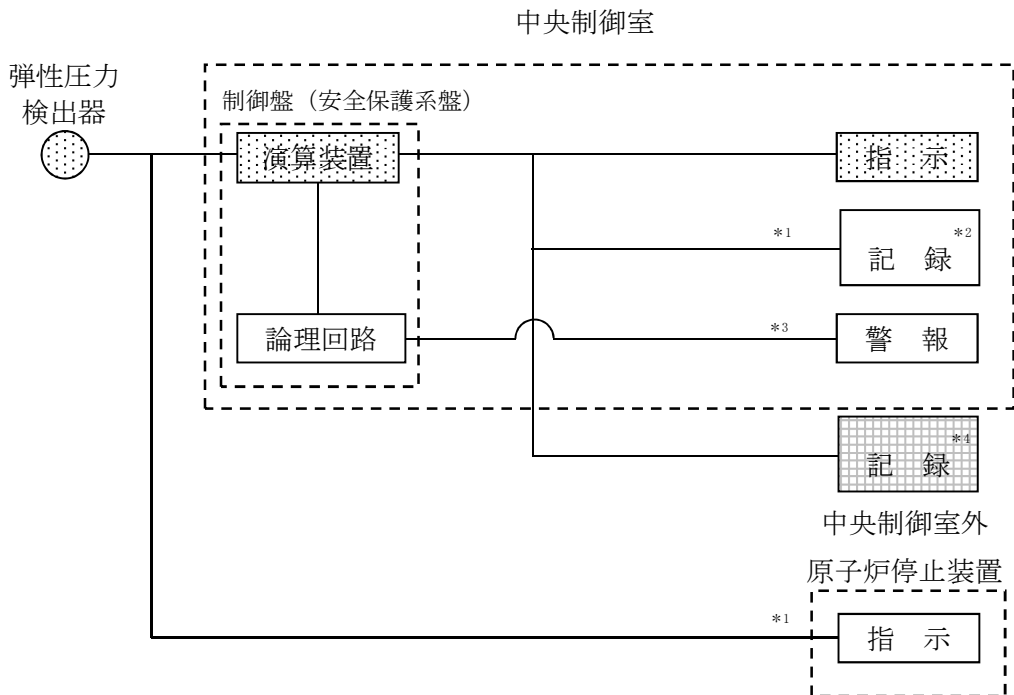 中央制御室
弾性圧力
検出器
制御盤（安全保護系盤）
演算装置
指　示
*1
*2
記　録
論理回路
*3
警　報
*4
記　録
中央制御室外
原子炉停止装置
*1
指　示